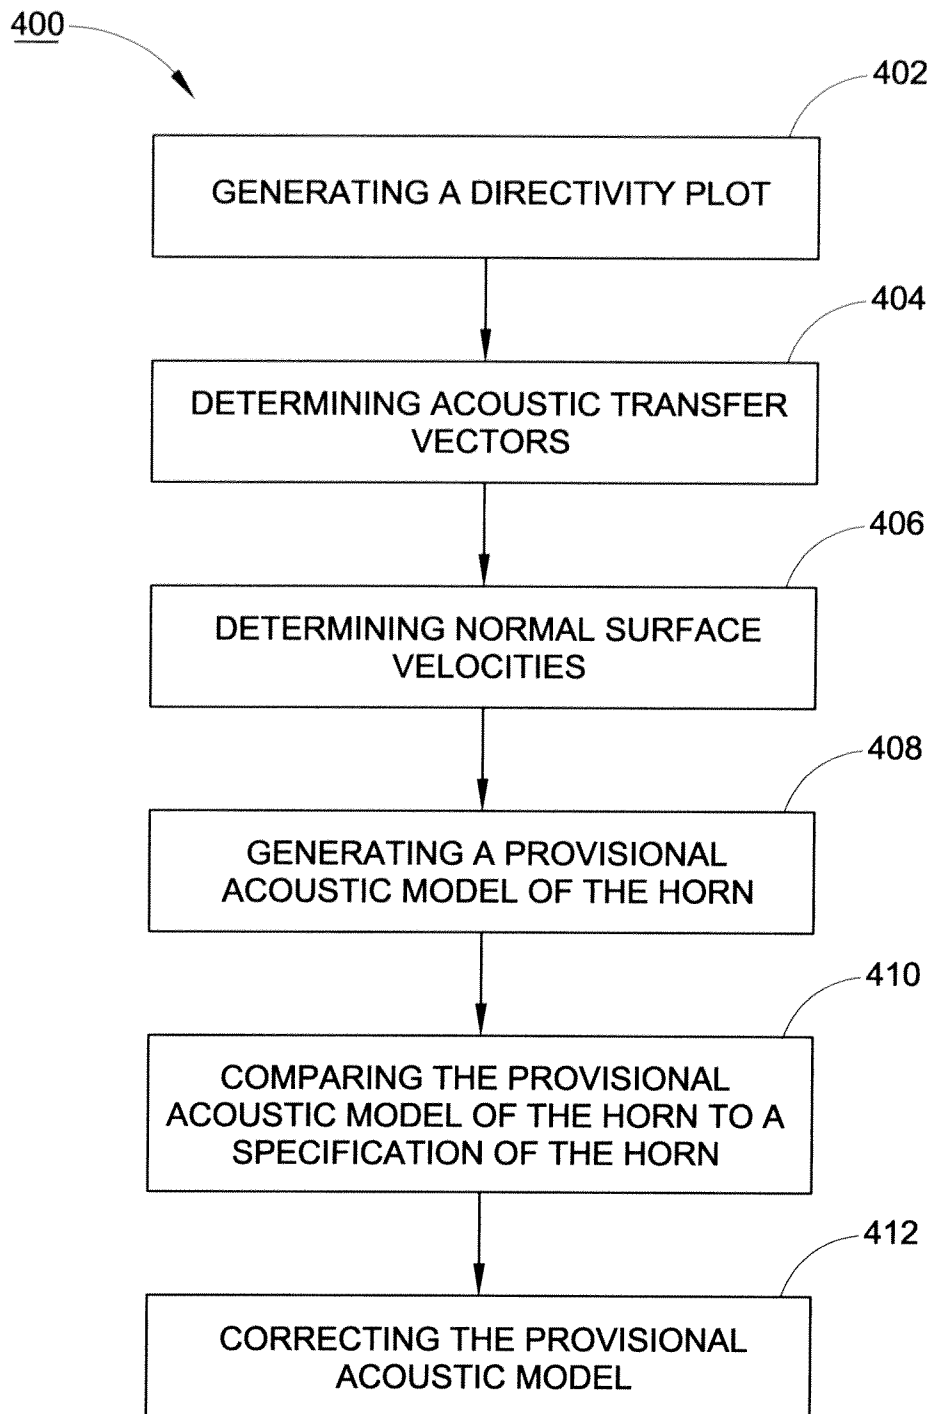 400
402
GENERATING A DIRECTIVITY PLOT
404
DETERMINING ACOUSTIC TRANSFER
VECTORS
406
DETERMINING NORMAL SURFACE
VELOCITIES
408
GENERATING A PROVISIONAL
ACOUSTIC MODEL OF THE HORN
410
COMPARING THE PROVISIONAL
ACOUSTIC MODEL OF THE HORN TO A
SPECIFICATION OF THE HORN
412
CORRECTING THE PROVISIONAL
ACOUSTIC MODEL